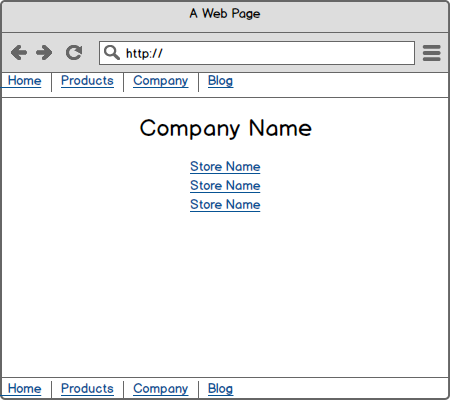 A Web Page
http://
Home Products Company Blog
Company Name
Store Name
Store Name
Store Name
Home Products Company Blog